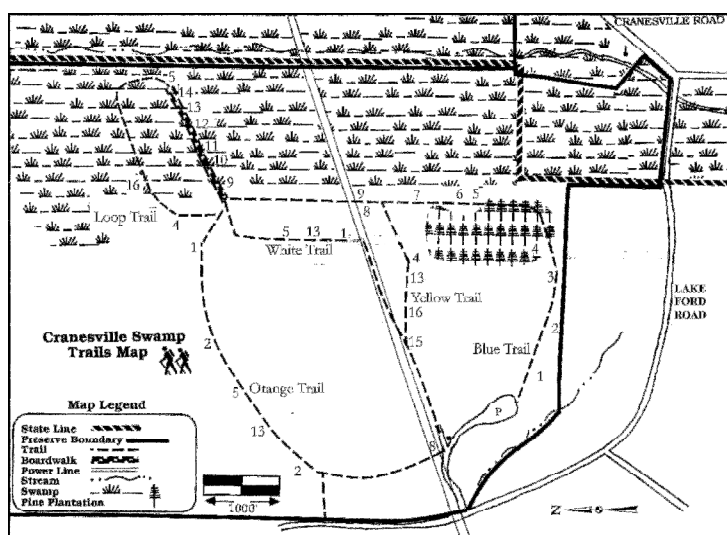 CRANESVILLE ROAD
5
14
13
12
1
11
10
9
16
Loop Trail
4
9
7
6
5
8
1
5
13
1
White Trail
4
4
13
3
Yellow Trail
16
2
15
Blue Trail
1
LAKE
FORD
ROAD
Cranesville Swamp
Trails Map
2
5
Orange Trail
13
2
8
P
Map Legend
State Line
Preserve Boundary
Trail
Boardwalk
Power Line
Stream
Swamp
Pine Plantation
1000'
N
S